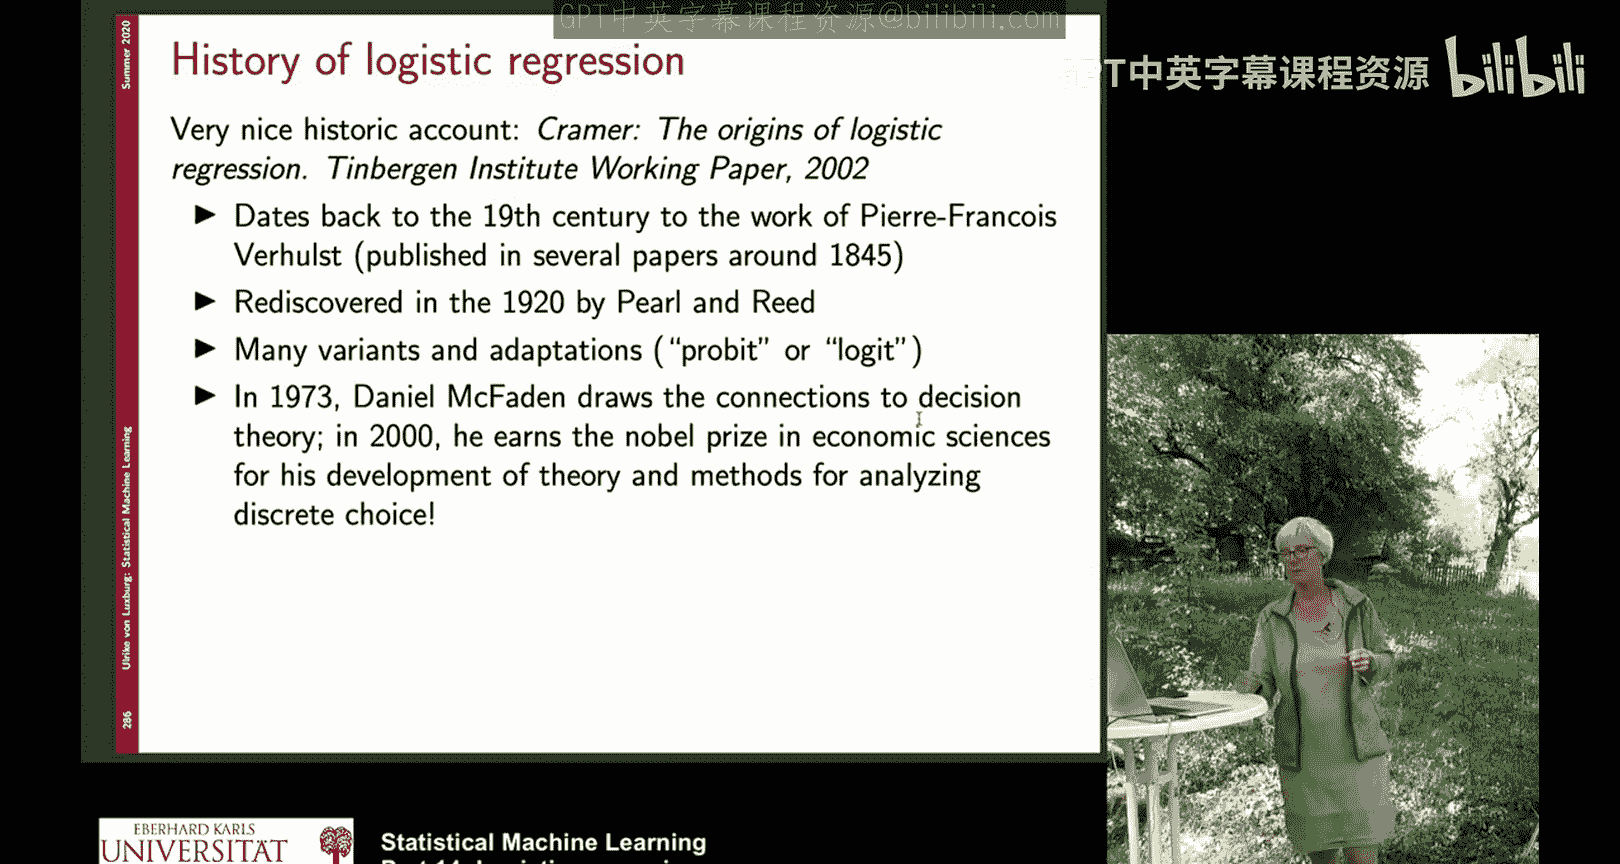 GPT中英字幕课程资源@bilibili.com
T中英字幕课程资源 bilibili
Summer 2020
History of logistic regression
Very nice historic account: Cramer: The origins of logistic
regression. Tinbergen Institute Working Paper, 2002
► Dates back to the 19th century to the work of Pierre-Francois
Verhulst (published in several papers around 1845)
► Rediscovered in the 1920 by Pearl and Reed
► Many variants and adaptations (“probit” or “logit”)
► In 1973, Daniel McFaden draws the connections to decision
theory; in 2000, he earns the nobel prize in economic sciences
for his development of theory and methods for analyzing
discrete choice!
Ulrike von Luxburg: Statistical Machine Learning
286
EBERHARD KARLS
UNIVERSITÄT
Statistical Machine Learning